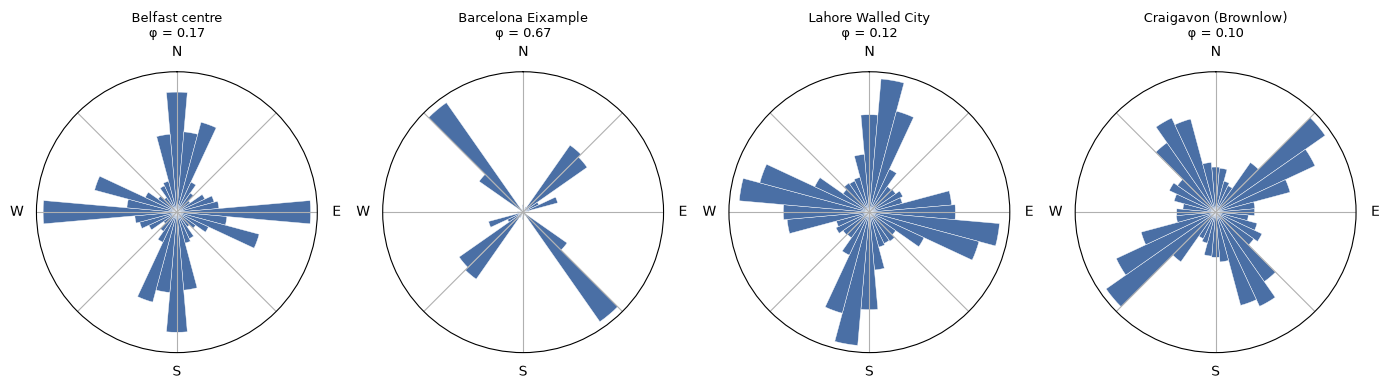 Belfast centre
φ = 0.17
N
W
E
S
Barcelona Eixample
φ = 0.67
N
W
E
S
Lahore Walled City
φ = 0.12
N
W
E
S
Craigavon (Brownlow)
φ = 0.10
N
W
E
S